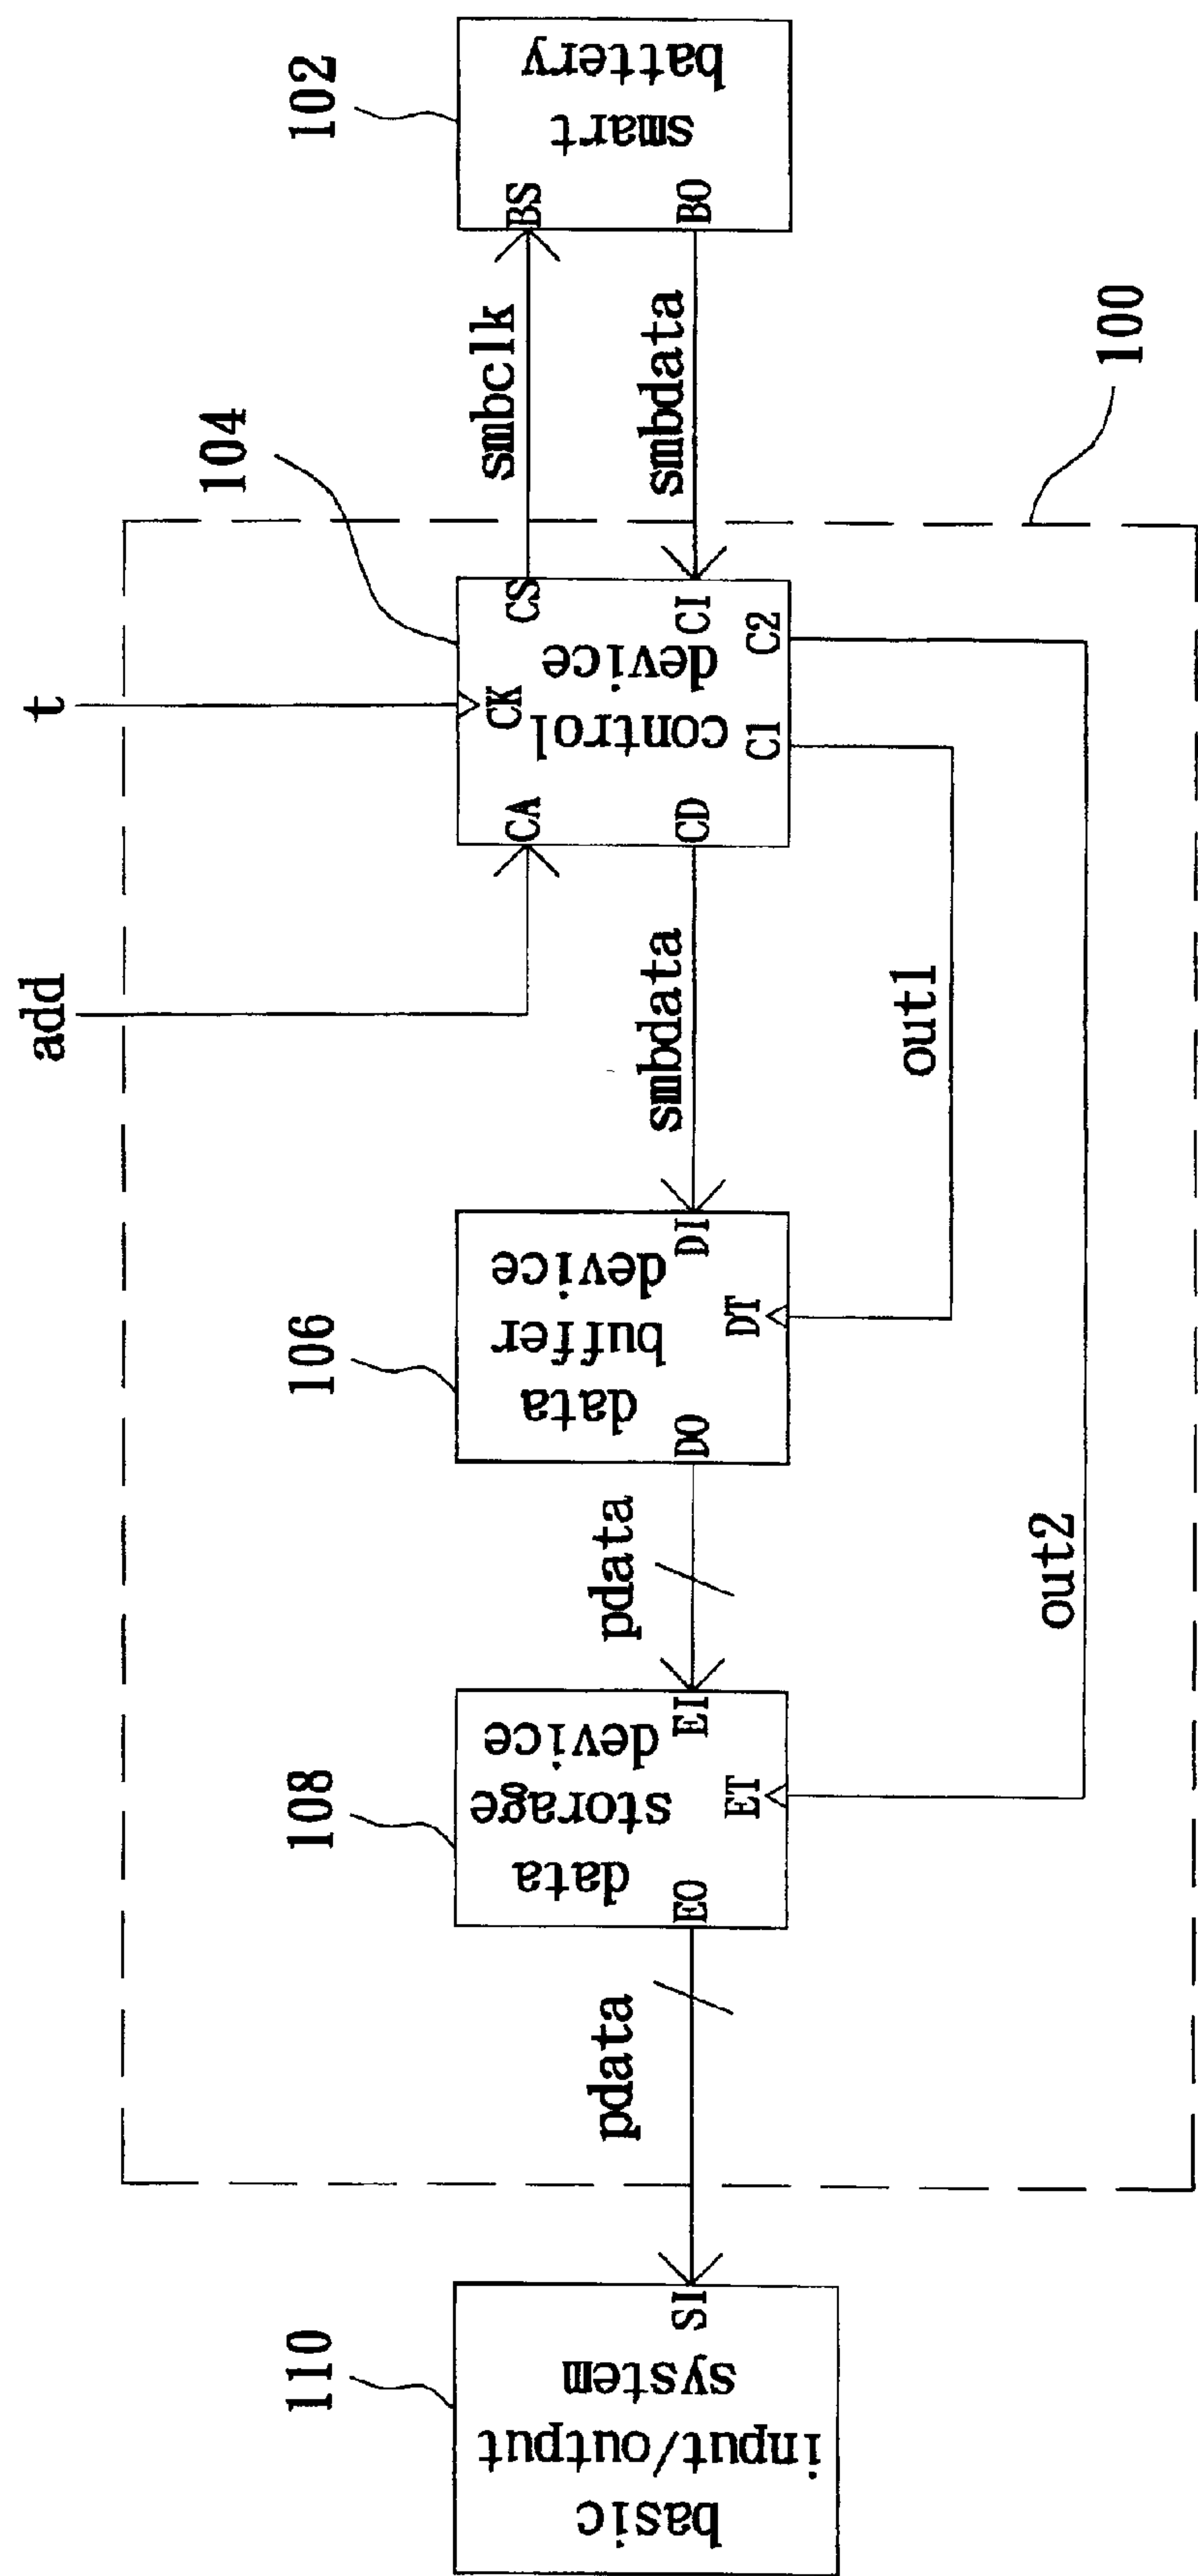 110
basic
input/output
system
SI
pdata
108
data
storage
device
EO
EI
ET
pdata
106
data
buffer
device
DO
DI
DT
out2
smbdata
out1
add
t
104
control
device
CA
CK
CS
CD
CI
C1
C2
smbclk
smbdata
100
102
smart
battery
BS
BO